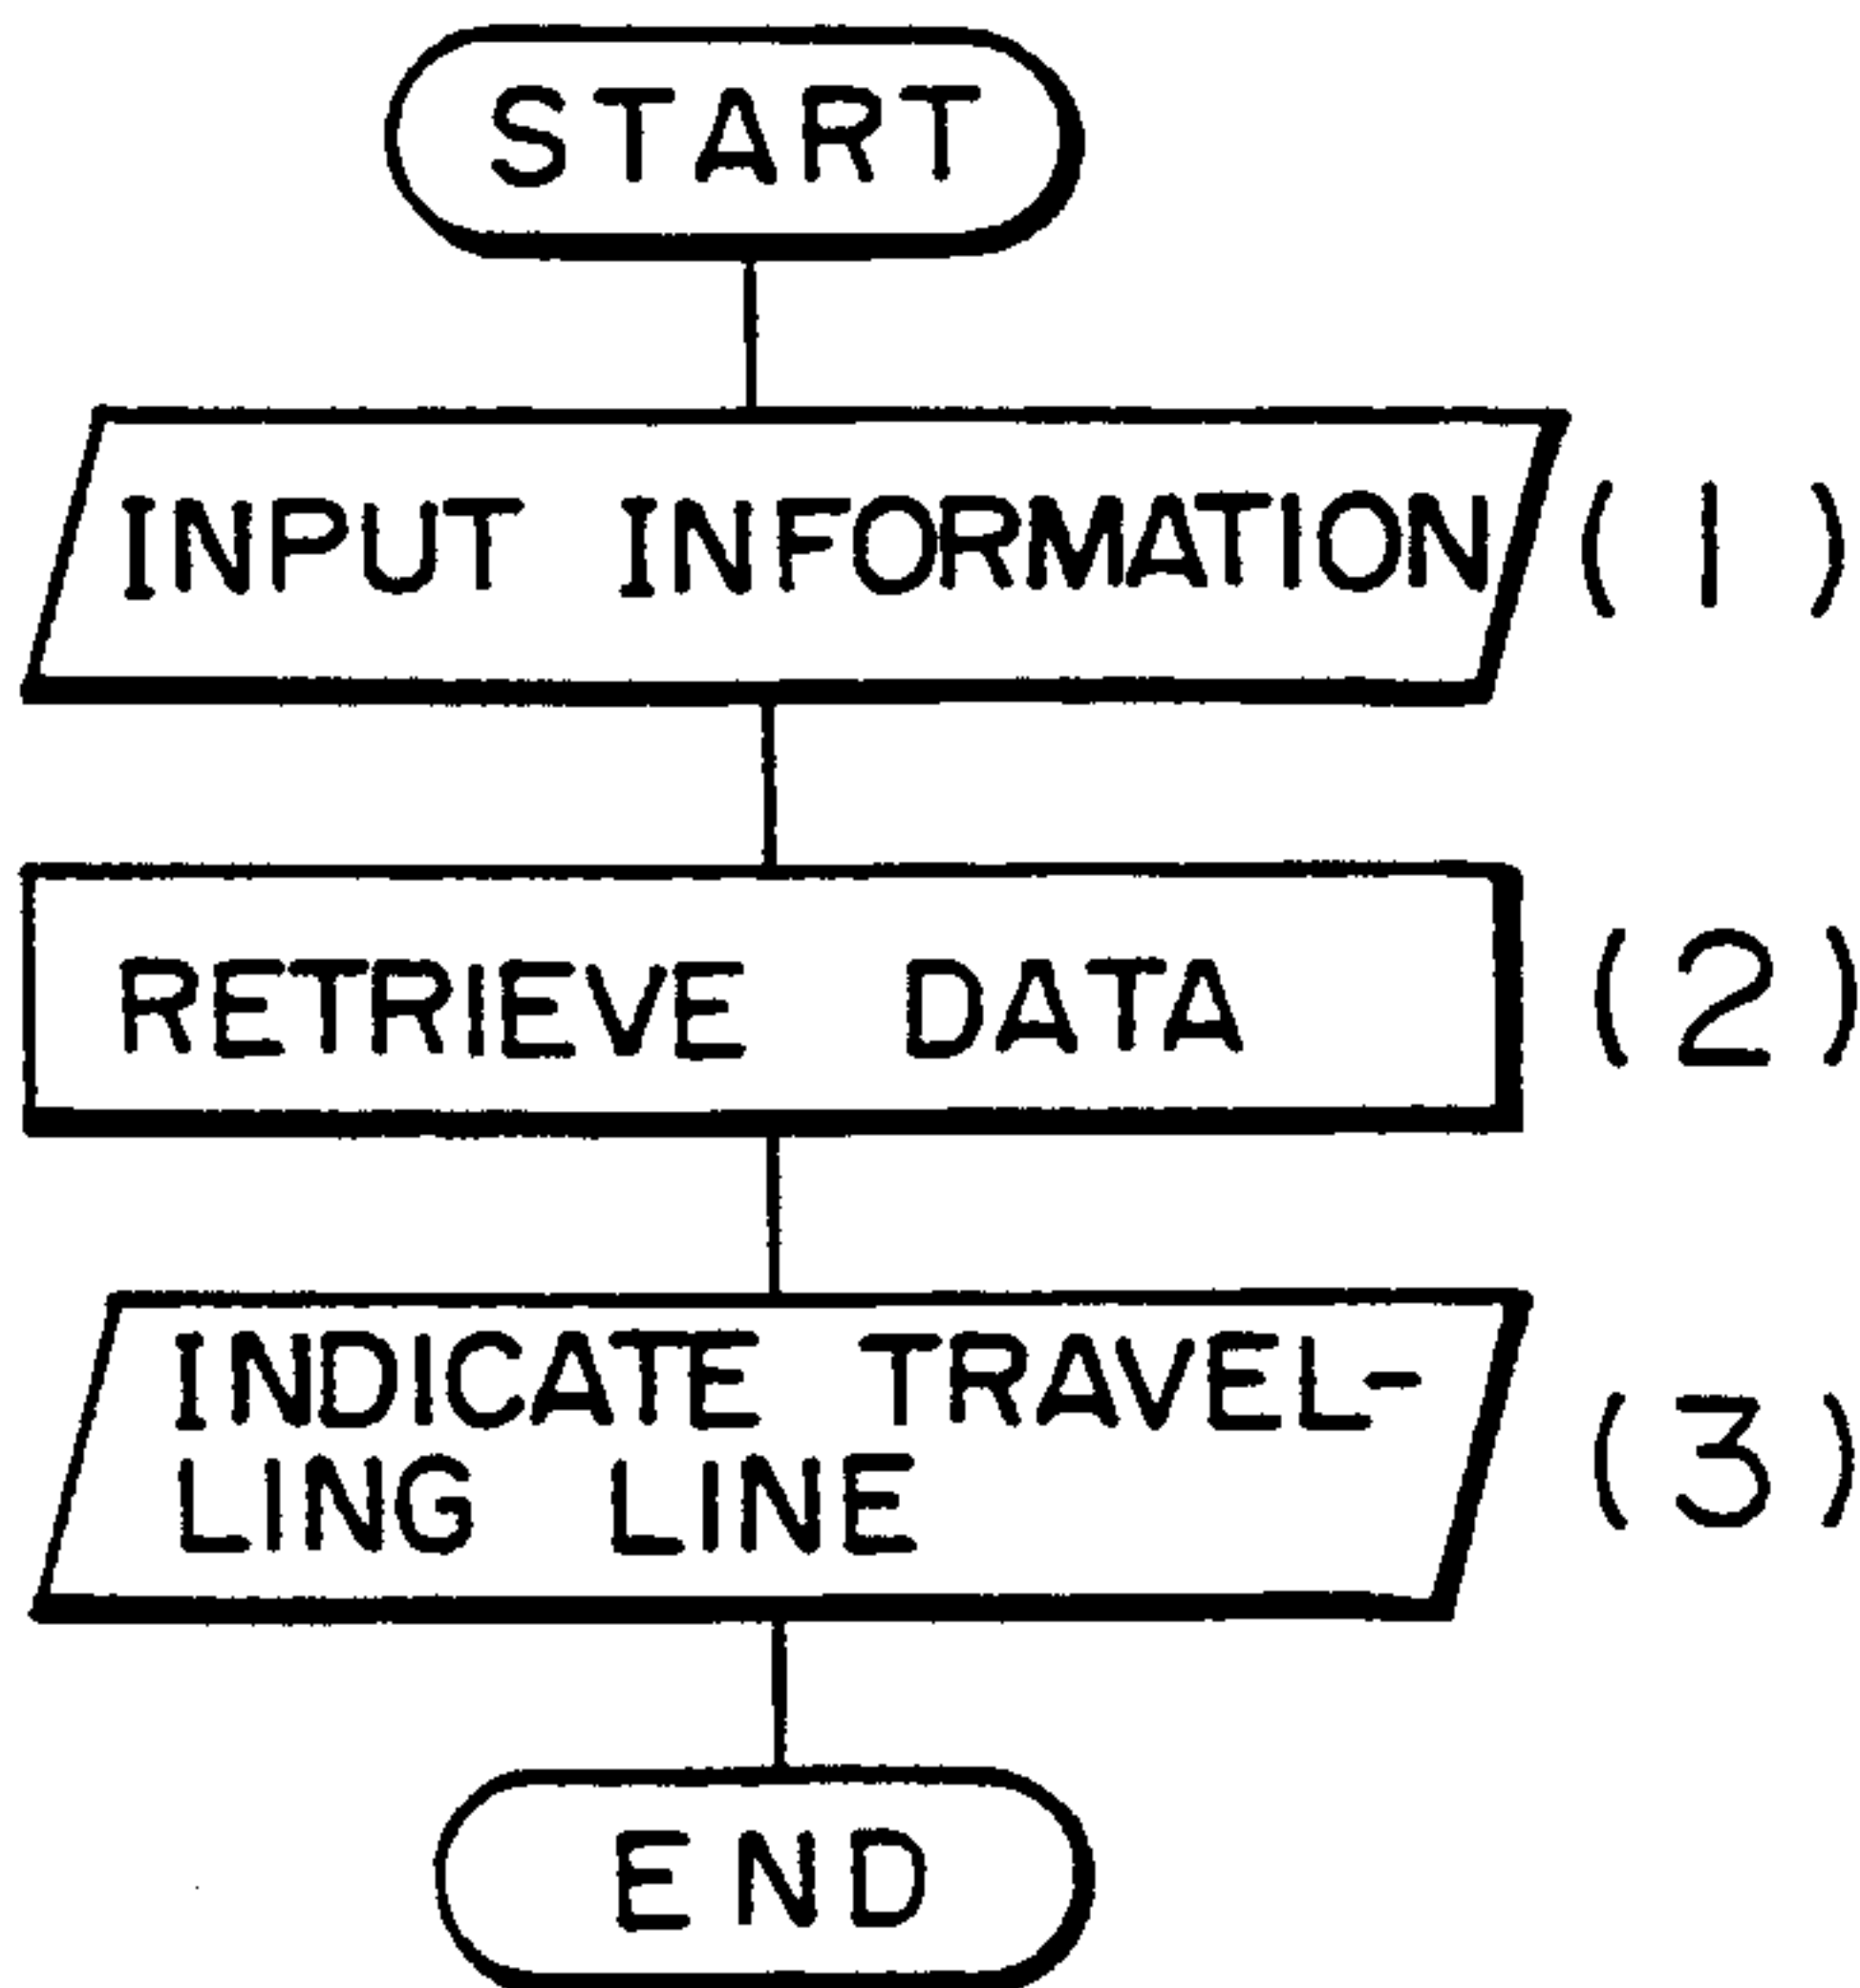 START
INPUT INFORMATION (1)
RETRIEVE DATA (2)
INDICATE TRAVEL-
LING LINE (3)
END